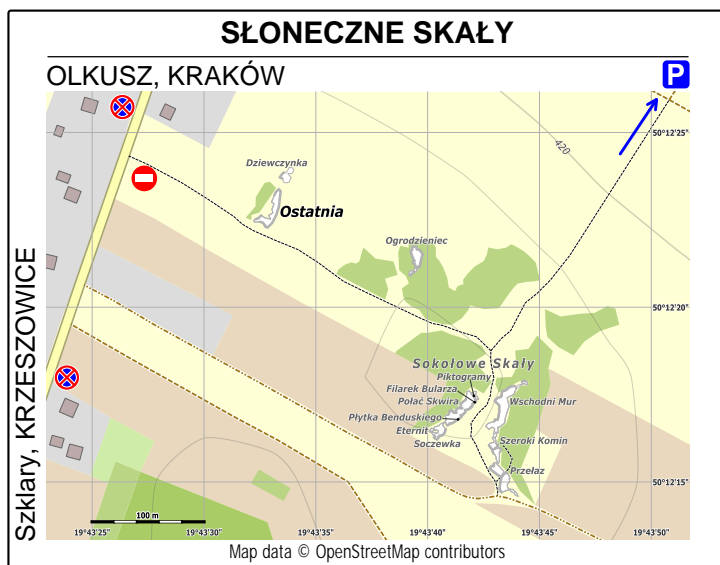 SŁONECZNE SKAŁY
OLKUSZ, KRAKÓW
P
50°12'25"
420
Dziewczynka
Ostatnia
Ogrodzieniec
50°12'20"
Szklary, KRZESZOWICE
Sokołowe Skały
Piktogramy
Filarek Bularza
Połać Skwira
Wschodni Mur
Płytka Benduskiego
Eternit
Soczewka
Szeroki Komin
Przełaz
50°12'15"
100 m
19°43'25"
19°43'30"
19°43'35"
19°43'40"
19°43'45"
19°43'50"
Map data © OpenStreetMap contributors